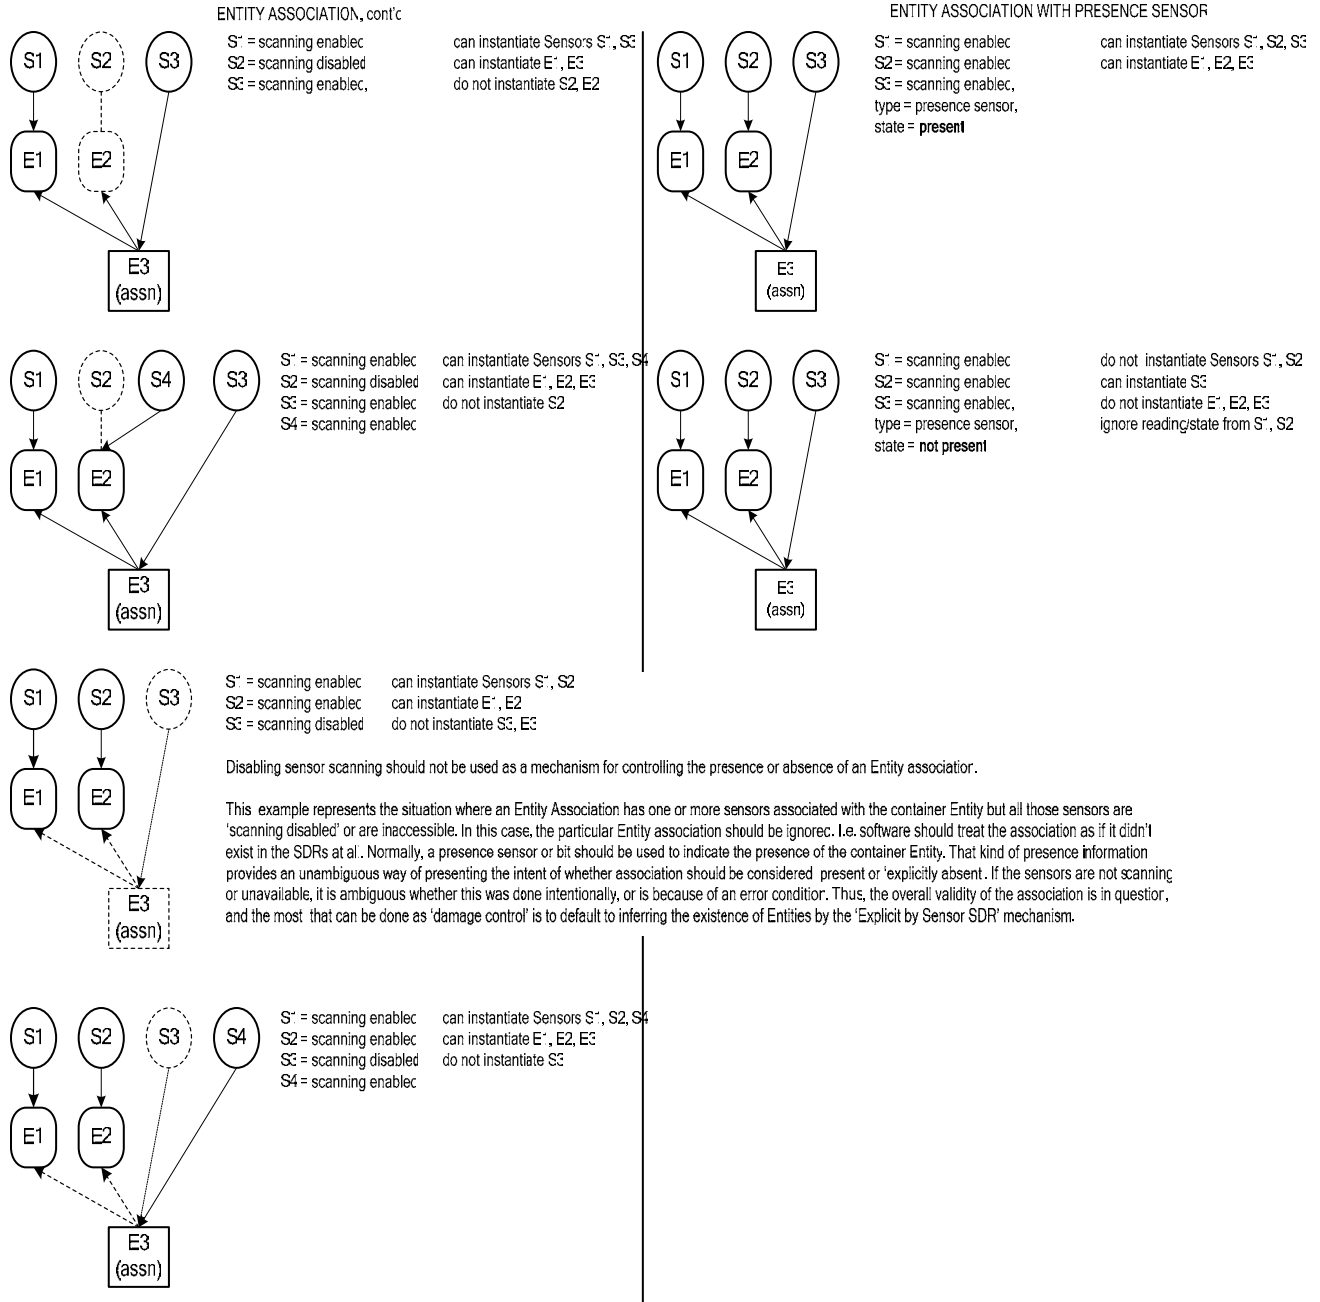 ENTITY ASSOCIATION, cont'd
S1 S2 S3
S1 = scanning enabled
S2 = scanning disabled
S3 = scanning enabled,
can instantiate Sensors S1, S3
can instantiate E1, E3
do not instantiate S2, E2
E1 E2
E3
(assn)
S1 S2 S4 S3
S1 = scanning enabled
S2 = scanning disabled
S3 = scanning enabled
S4 = scanning enabled
can instantiate Sensors S1, S3, S4
can instantiate E1, E2, E3
do not instantiate S2
E1 E2
E3
(assn)
ENTITY ASSOCIATION WITH PRESENCE SENSOR
S1 S2 S3
S1 = scanning enabled
S2 = scanning enabled
S3 = scanning enabled,
type = presence sensor,
state = present
can instantiate Sensors S1, S2, S3
can instantiate E1, E2, E3
E1 E2
E3
(assn)
S1 S2 S3
S1 = scanning enabled
S2 = scanning enabled
S3 = scanning enabled,
type = presence sensor,
state = not present
do not instantiate Sensors S1, S2
can instantiate S3
do not instantiate E1, E2, E3
ignore reading/state from S1, S2
E1 E2
E3
(assn)
S1 S2 S3
S1 = scanning enabled
S2 = scanning enabled
S3 = scanning disabled
can instantiate Sensors S1, S2
can instantiate E1, E2
do not instantiate S3, E3
E1 E2
E3
(assn)
Disabling sensor scanning should not be used as a mechanism for controlling the presence or absence of an Entity association.
This example represents the situation where an Entity Association has one or more sensors associated with the container Entity but all those sensors are
'scanning disabled' or are inaccessible. In this case, the particular Entity association should be ignored. I.e. software should treat the association as if it didn't
exist in the SDRs at all. Normally, a presence sensor or bit should be used to indicate the presence of the container Entity. That kind of presence information
provides an unambiguous way of presenting the intent of whether association should be considered present or 'explicitly absent'. If the sensors are not scanning
or unavailable, it is ambiguous whether this was done intentionally, or is because of an error condition. Thus, the overall validity of the association is in question,
and the most that can be done as 'damage control' is to default to inferring the existence of Entities by the 'Explicit by Sensor SDR' mechanism.
S1 S2 S3 S4
S1 = scanning enabled
S2 = scanning enabled
S3 = scanning disabled
S4 = scanning enabled
can instantiate Sensors S1, S2, S4
can instantiate E1, E2, E3
do not instantiate S3
E1 E2
E3
(assn)